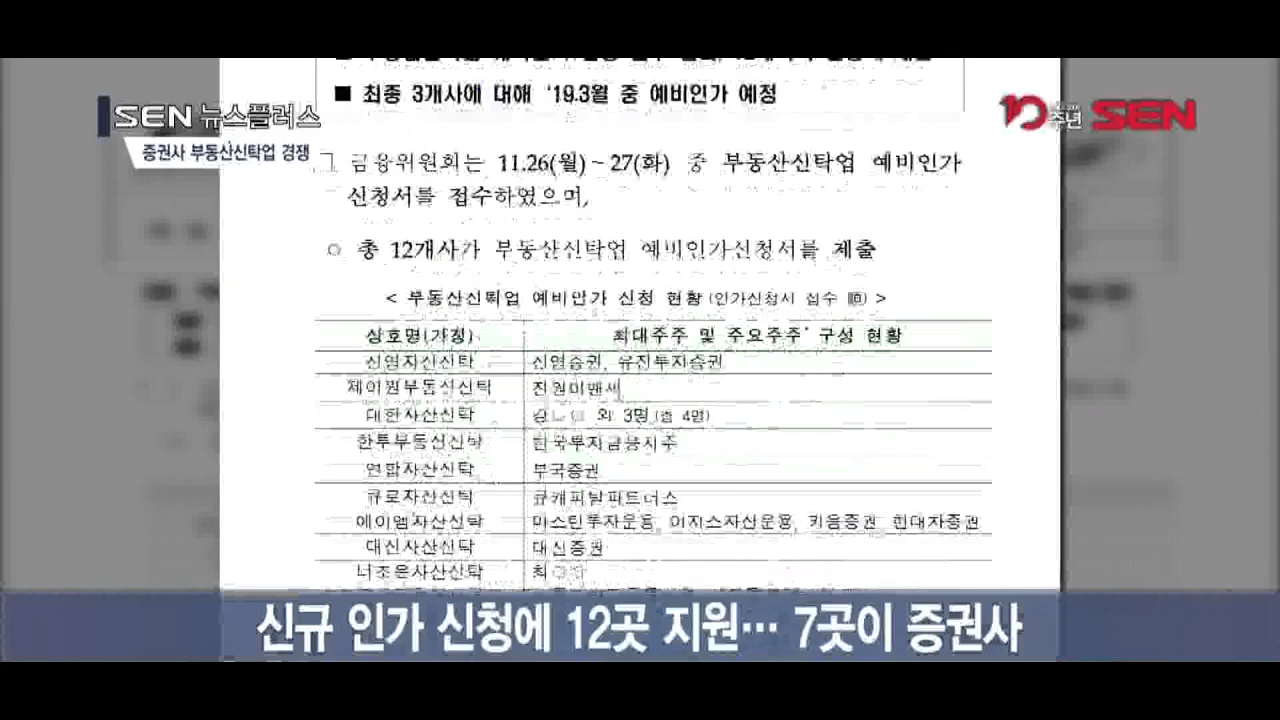 ■ 최종 3개사에 대해 '19.3월 중 예비인가 예정
SEN 뉴스플러스
10주년 SEN
증권사 부동산신탁업 경쟁
금융위원회는 11.26(월)~27(화) 중 부동산신탁업 예비인가
신청서를 접수하였으며,
○ 총 12개사가 부동산신탁업 예비인가신청서를 제출
< 부동산신탁업 예비인가 신청 현황 (인가신청서 접수 順) >
상호명(가칭) 최대주주 및 주요주주* 구성 현황
신영자산신탁 신영증권, 유진투자증권
제이원부동산신탁 진원이앤씨
대한자산신탁 외 3명 (총 4명)
한투부동산신탁 한국투자금융지주
연합자산신탁 부국증권
큐로자산신탁 큐캐피탈파트너스
에이엠자산신탁 마스턴투자운용, 이지스자산운용, 키움증권, 현대차증권
대신자산신탁 대신증권
최
신규 인가 신청에 12곳 지원… 7곳이 증권사